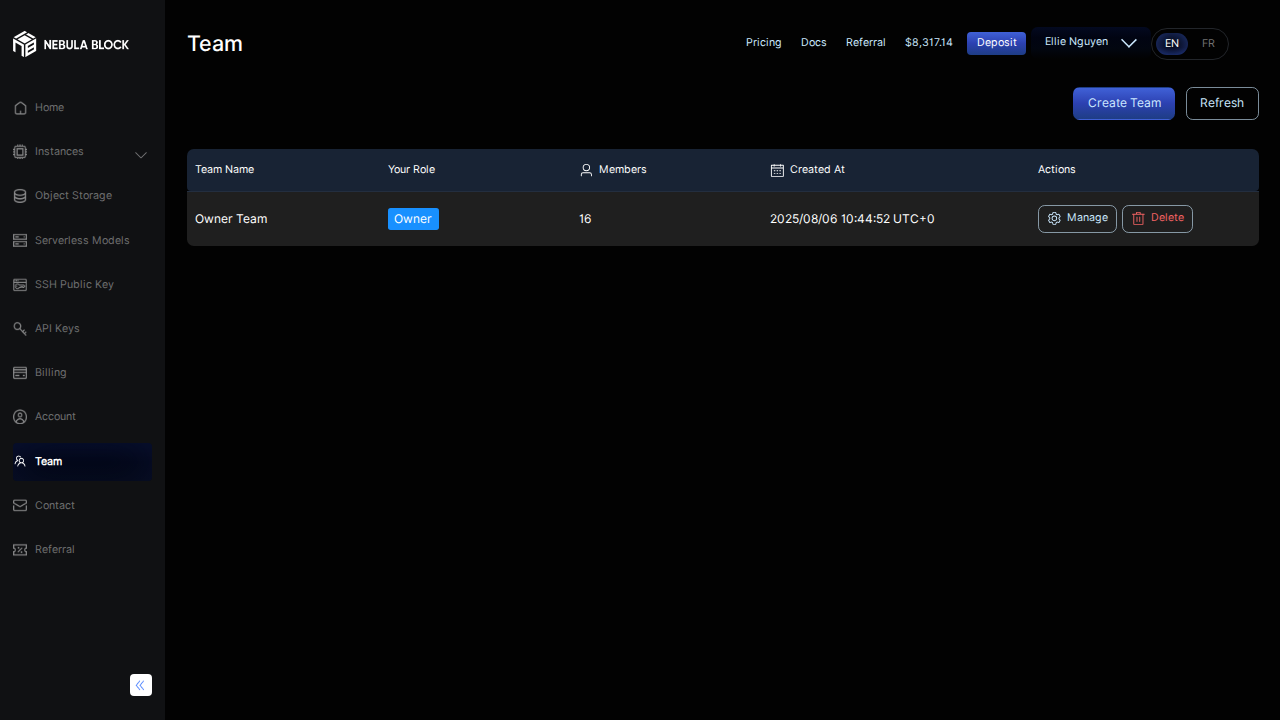 NEBULA BLOCK
Team
Pricing Docs Referral $8,317.14 Deposit Ellie Nguyen EN FR
Create Team Refresh
Home
Instances
Object Storage
Serverless Models
SSH Public Key
API Keys
Billing
Account
Team
Contact
Referral
Team Name Your Role Members Created At Actions
Owner Team Owner 16 2025/08/06 10:44:52 UTC+0 Manage Delete